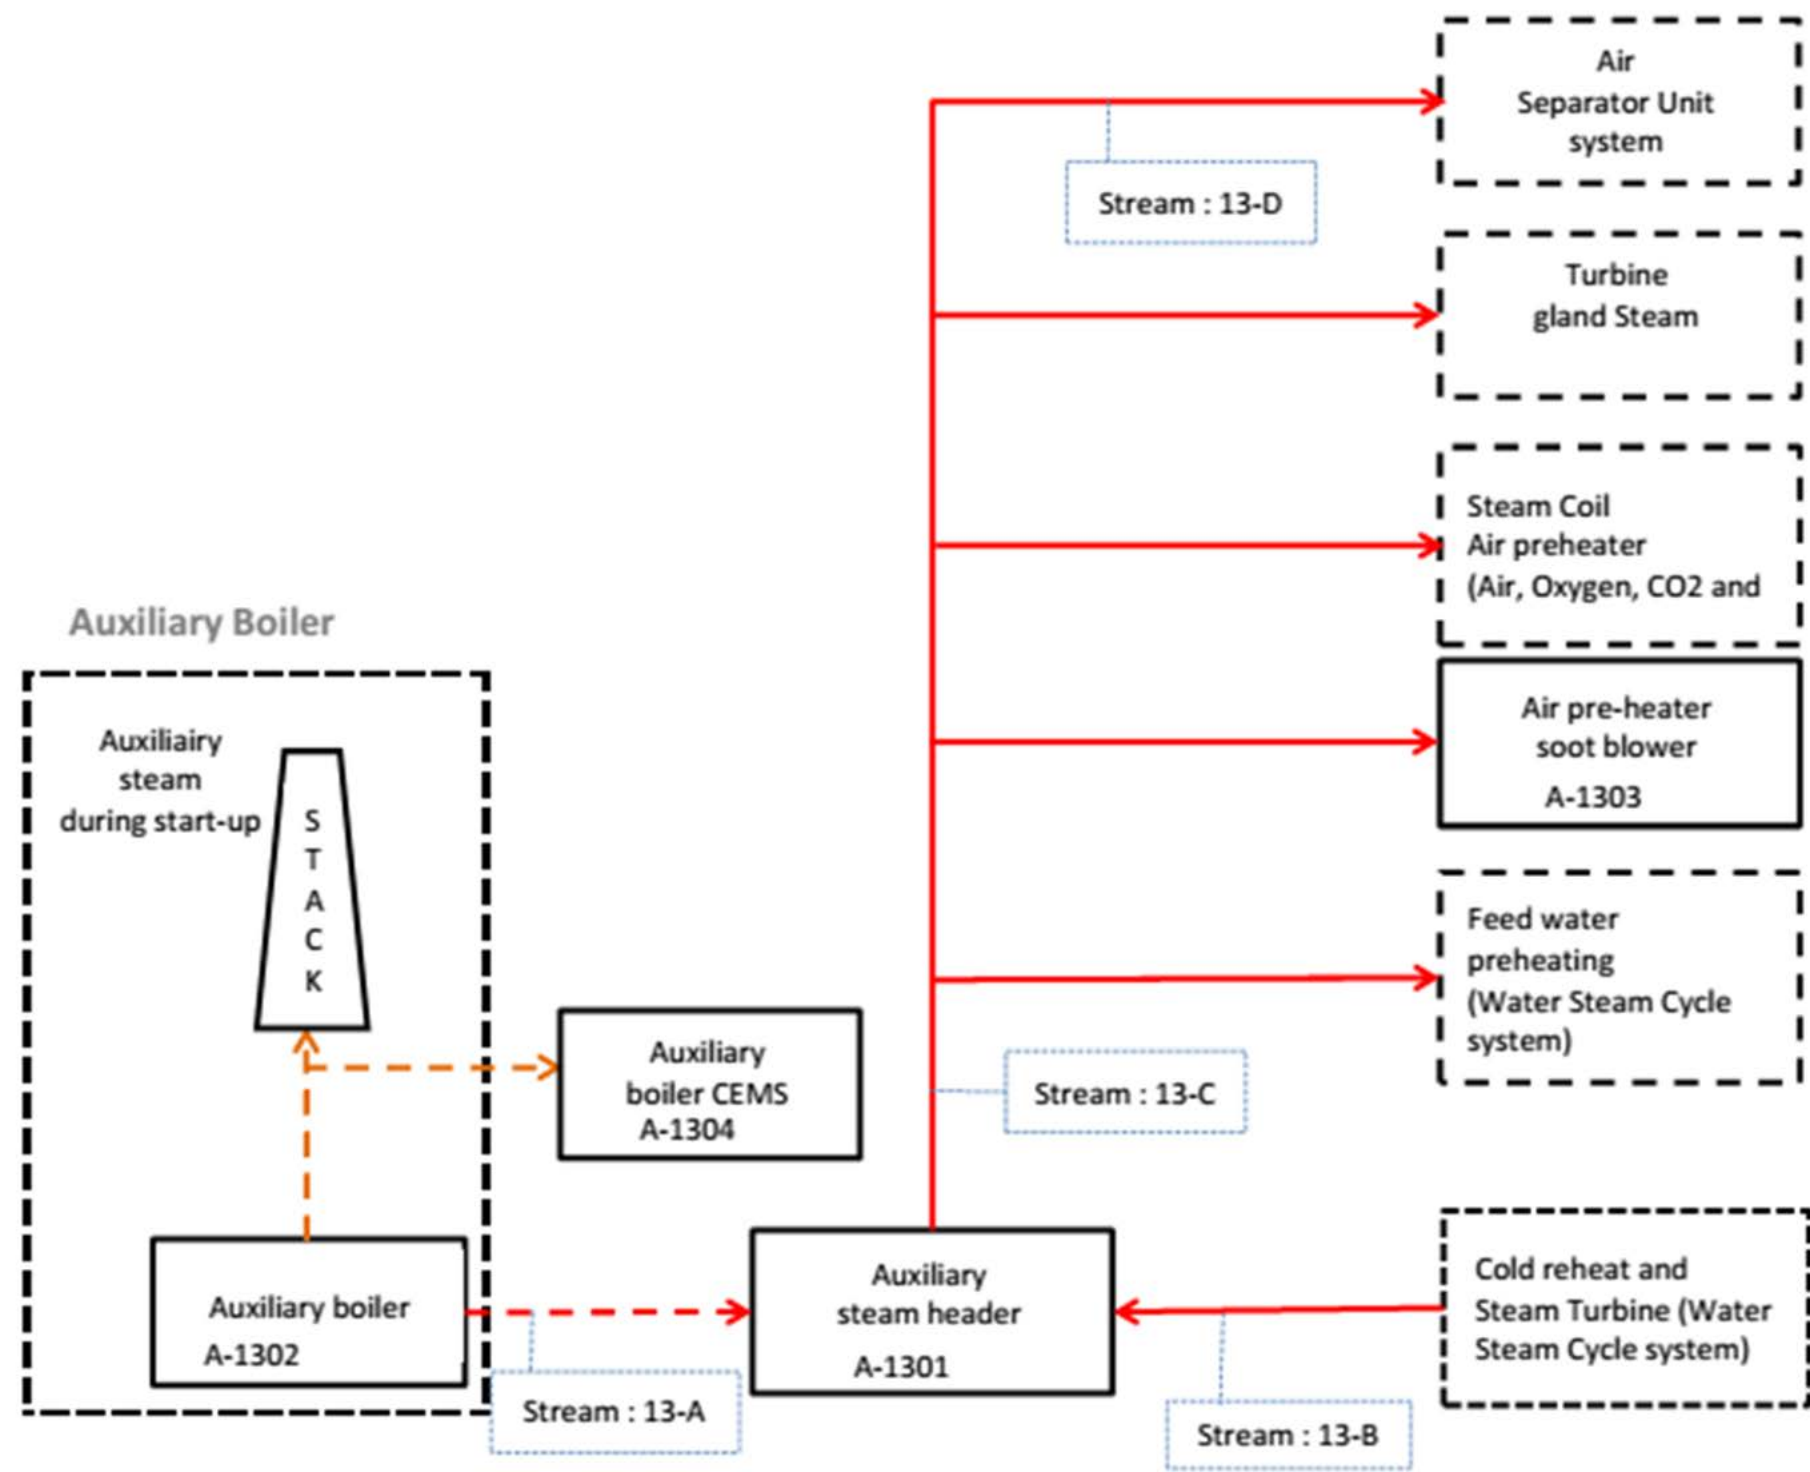 Air
Separator Unit
system
Stream : 13-D
Turbine
gland Steam
Steam Coil
Air preheater
(Air, Oxygen, CO2 and
Auxiliary Boiler
Auxiliairy
steam
during start-up
S
T
A
C
K
Air pre-heater
soot blower
A-1303
Feed water
preheating
(Water Steam Cycle
system)
Auxiliary
boiler CEMS
A-1304
Stream : 13-C
Auxiliary boiler
A-1302
Auxiliary
steam header
A-1301
Cold reheat and
Steam Turbine (Water
Steam Cycle system)
Stream : 13-A
Stream : 13-B